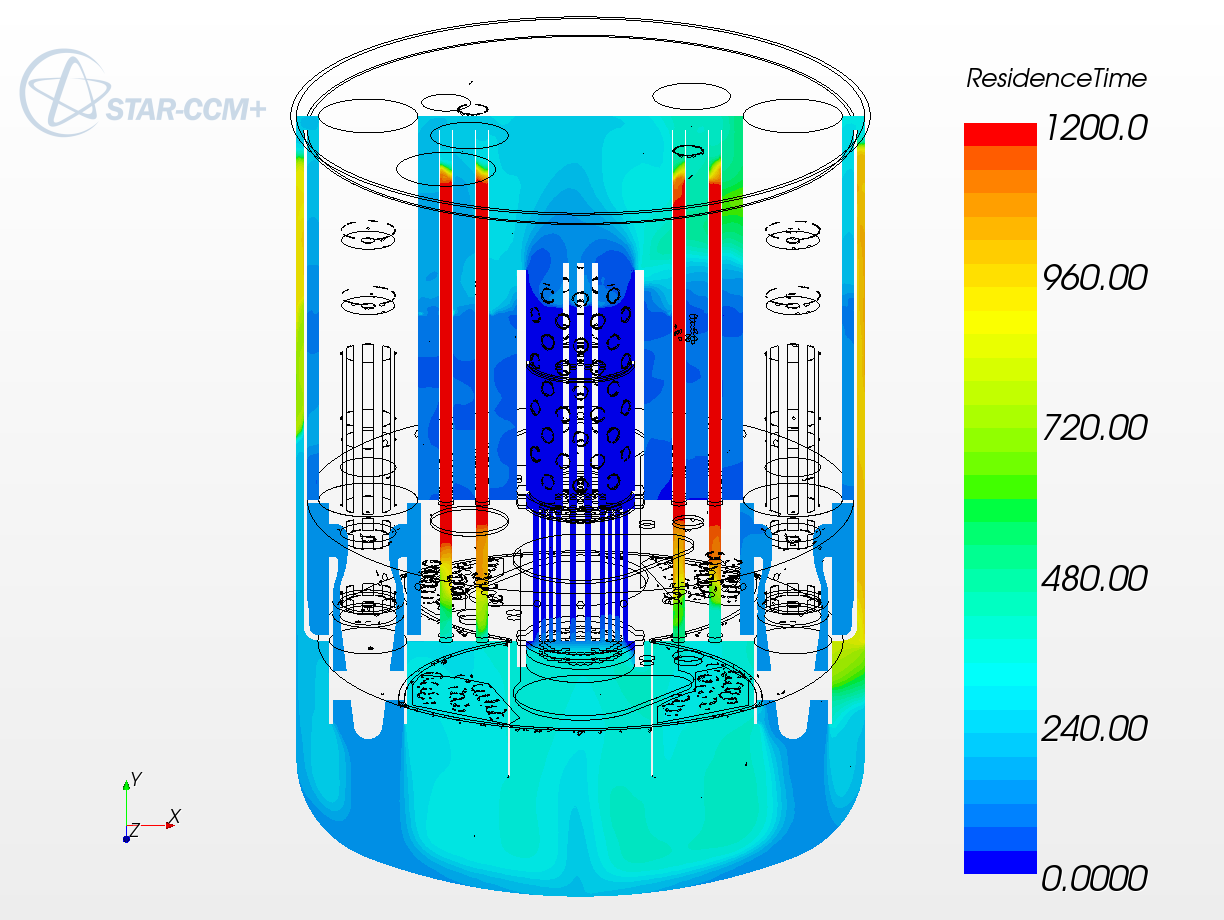 STAR-CCM+
ResidenceTime
1200.0
960.00
720.00
480.00
240.00
0.0000
Y
X
Z